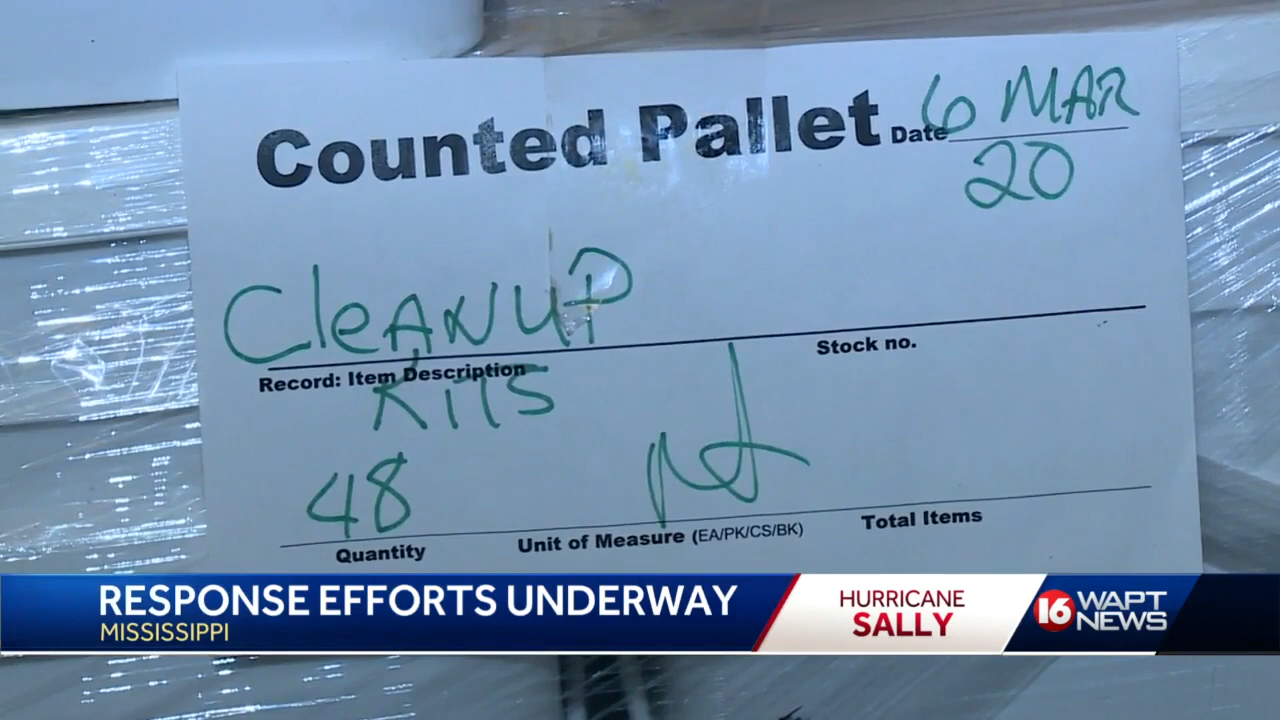 Counted Pallet Date 6 MAR
20
CleANUP
Record: Item Description Stock no.
KITS
48
Quantity Unit of Measure (EA/PK/CS/BK) Total Items
RESPONSE EFFORTS UNDERWAY
MISSISSIPPI
HURRICANE
SALLY
16 WAPT
NEWS